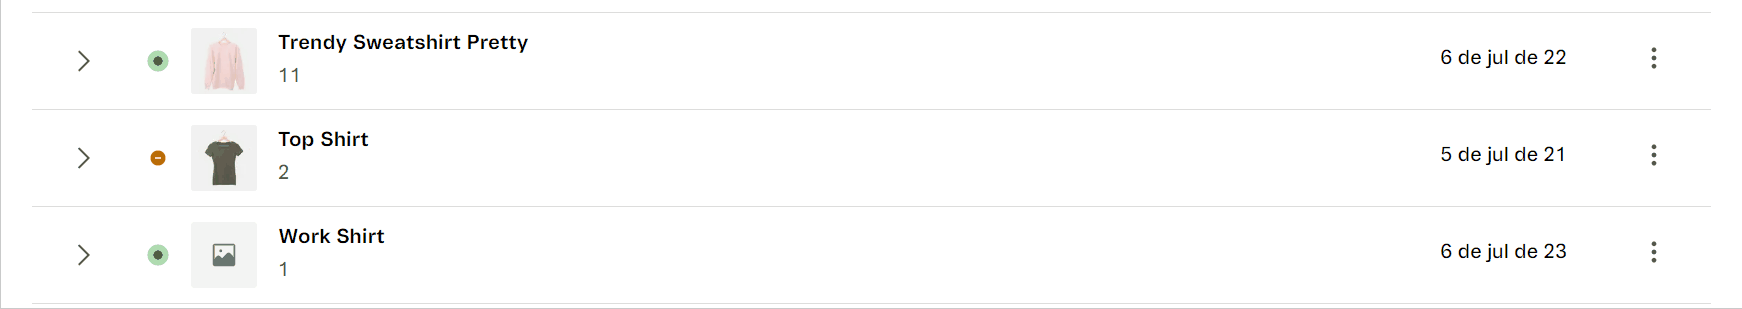 Trendy Sweatshirt Pretty
11
6 de jul de 22
Top Shirt
2
5 de jul de 21
Work Shirt
1
6 de jul de 23